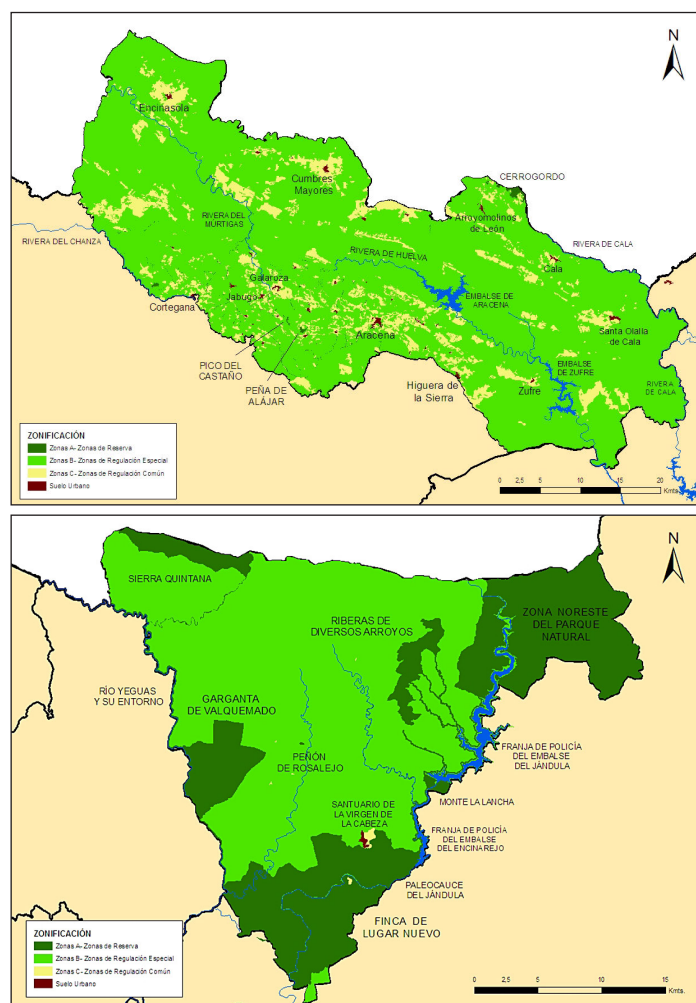 N
Encinasola
Cumbres
Mayores
CERROGORDO
Arroyomolinos
de León
RIVERA DEL
MÚRTIGAS
RIVERA DEL CHANZA
RIVERA DE HUELVA
RIVERA DE CALA
Cala
Galaroza
Jabugo
Cortegana
EMBALSE DE
ARACENA
Aracena
Santa Olalla
de Cala
PICO DEL
CASTAÑO
PEÑA DE
ALÁJAR
EMBALSE
DE ZUFRE
Higuera de
la Sierra
Zufre
RIVERA
DE CALA
ZONIFICACIÓN
Zonas A- Zonas de Reserva
Zonas B- Zonas de Regulación Especial
Zonas C- Zonas de Regulación Común
Suelo Urbano
0 2,5 5 10 15 20
Kmts.
N
SIERRA QUINTANA
RIBERAS DE
DIVERSOS ARROYOS
ZONA NORESTE
DEL PARQUE
NATURAL
RÍO YEGUAS
Y SU ENTORNO
GARGANTA
DE VALQUEMADO
PEÑÓN
DE ROSALEJO
FRANJA DE POLICÍA
DEL EMBALSE
DEL JÁNDULA
MONTE LA LANCHA
SANTUARIO DE
LA VIRGEN DE
LA CABEZA
FRANJA DE POLICÍA
DEL EMBALSE
DEL ENCINAREJO
PALEOCAUCE
DEL JÁNDULA
FINCA DE
LUGAR NUEVO
ZONIFICACIÓN
Zonas A- Zonas de Reserva
Zonas B- Zonas de Regulación Especial
Zonas C- Zonas de Regulación Común
Suelo Urbano
0 2,5 5 10 15
Kmts.